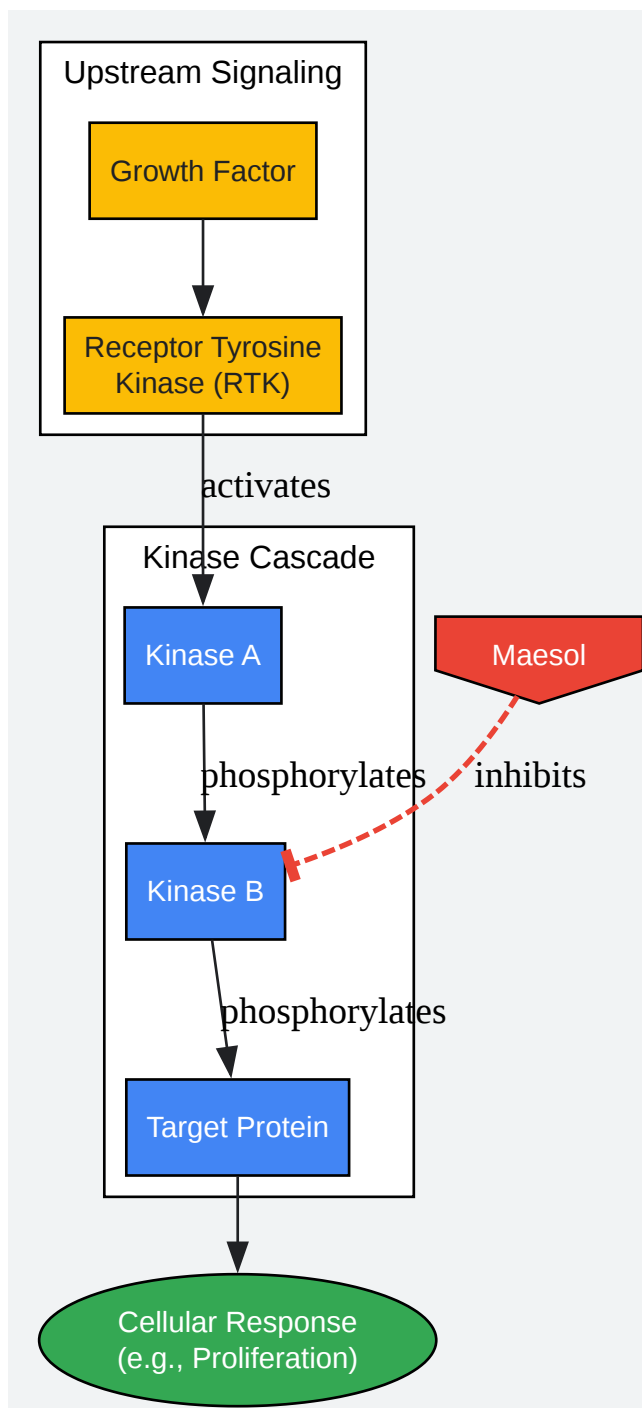 Upstream Signaling
Growth Factor
Receptor Tyrosine
Kinase (RTK)
activates
Kinase Cascade
Kinase A
Maesol
phosphorylates
inhibits
Kinase B
phosphorylates
Target Protein
Cellular Response
(e.g., Proliferation)